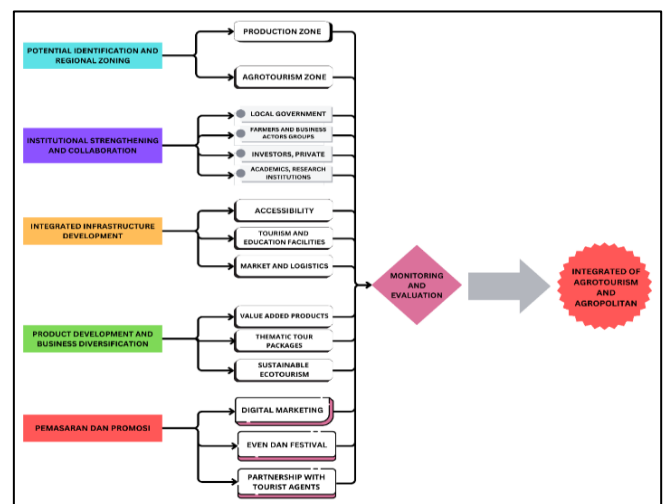 POTENTIAL IDENTIFICATION AND
REGIONAL ZONING
PRODUCTION ZONE
AGROTOURISM ZONE
INSTITUTIONAL STRENGTHENING
AND COLLABORATION
LOCAL GOVERNMENT
FARMERS AND BUSINESS
ACTORS GROUPS
INVESTORS, PRIVATE
ACADEMICS, RESEARCH
INSTITUTIONS
INTEGRATED INFRASTRUCTURE
DEVELOPMENT
ACCESSIBILITY
TOURISM AND
EDUCATION FACILITIES
MARKET AND LOGISTICS
PRODUCT DEVELOPMENT AND
BUSINESS DIVERSIFICATION
VALUE ADDED PRODUCTS
THEMATIC TOUR
PACKAGES
SUSTAINABLE
ECOTOURISM
PEMASARAN DAN PROMOSI
DIGITAL MARKETING
EVEN DAN FESTIVAL
PARTNERSHIP WITH
TOURIST AGENTS
MONITORING
AND
EVALUATION
INTEGRATED OF
AGROTOURISM
AND
AGROPOLITAN